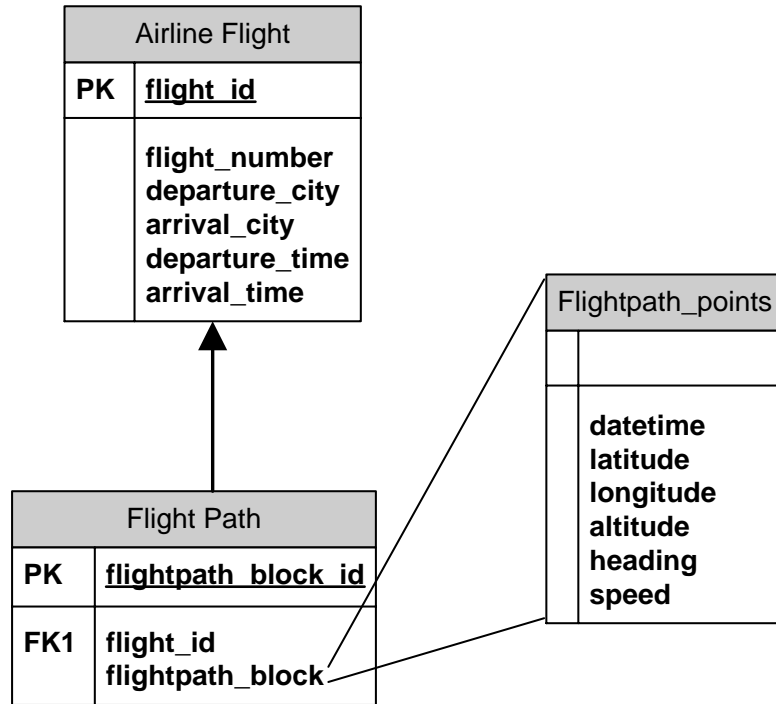 Airline Flight
PK flight_id
flight_number
departure_city
arrival_city
departure_time
arrival_time
Flightpath_points
datetime
latitude
longitude
altitude
heading
speed
Flight Path
PK flightpath_block_id
FK1 flight_id
flightpath_block